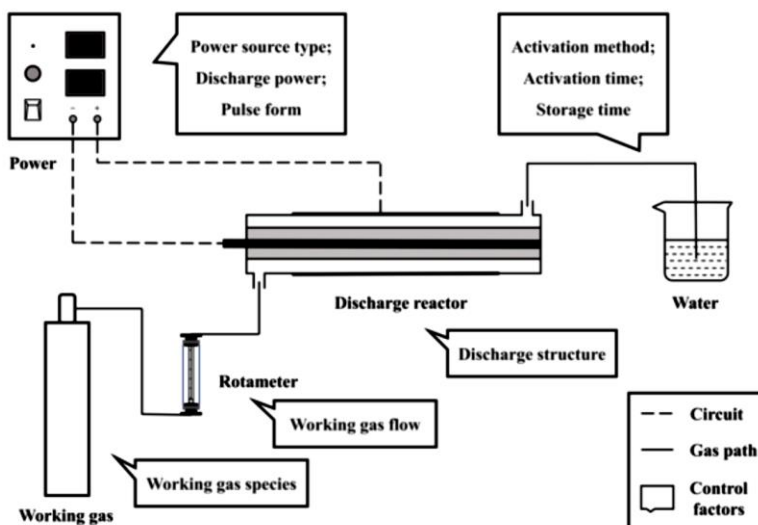 Power source type;
Discharge power;
Pulse form
Activation method;
Activation time;
Storage time
− +
Power
Discharge reactor
Water
Discharge structure
Rotameter
Working gas flow
Working gas species
Working gas
Circuit
Gas path
Control
factors